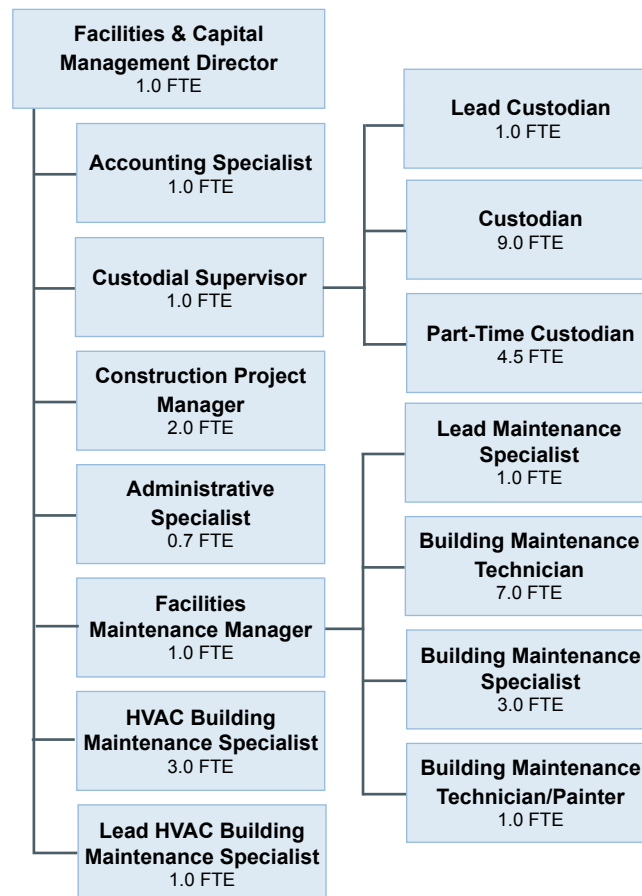 Facilities & Capital
Management Director
1.0 FTE
Accounting Specialist
1.0 FTE
Custodial Supervisor
1.0 FTE
Construction Project
Manager
2.0 FTE
Administrative
Specialist
0.7 FTE
Facilities
Maintenance Manager
1.0 FTE
HVAC Building
Maintenance Specialist
3.0 FTE
Lead HVAC Building
Maintenance Specialist
1.0 FTE
Lead Custodian
1.0 FTE
Custodian
9.0 FTE
Part-Time Custodian
4.5 FTE
Lead Maintenance
Specialist
1.0 FTE
Building Maintenance
Technician
7.0 FTE
Building Maintenance
Specialist
3.0 FTE
Building Maintenance
Technician/Painter
1.0 FTE